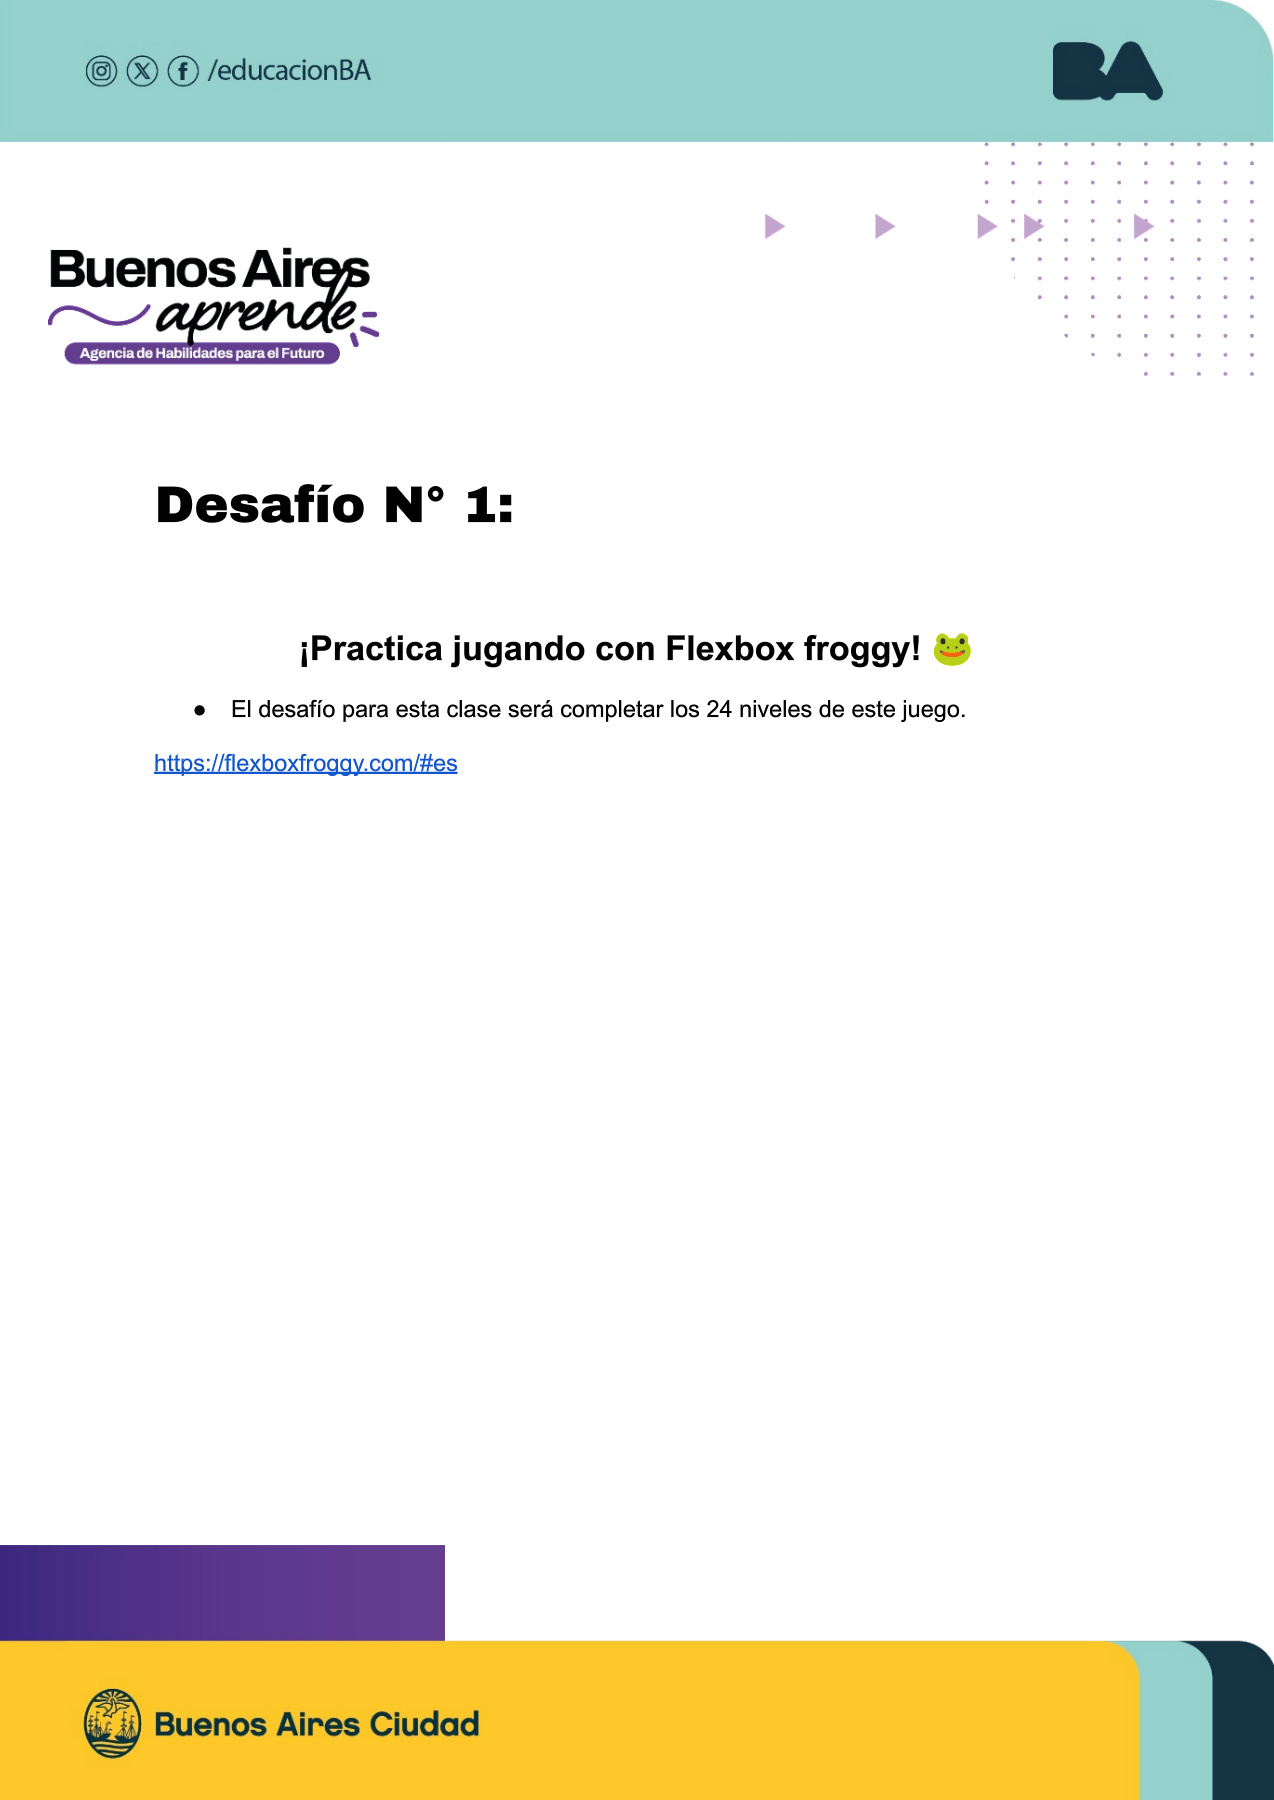 /educacionBA
BA
Buenos Aires
aprende
Agencia de Habilidades para el Futuro
Desafío N° 1:
¡Practica jugando con Flexbox froggy! 🐸
● El desafío para esta clase será completar los 24 niveles de este juego.
https://flexboxfroggy.com/#es
Buenos Aires Ciudad